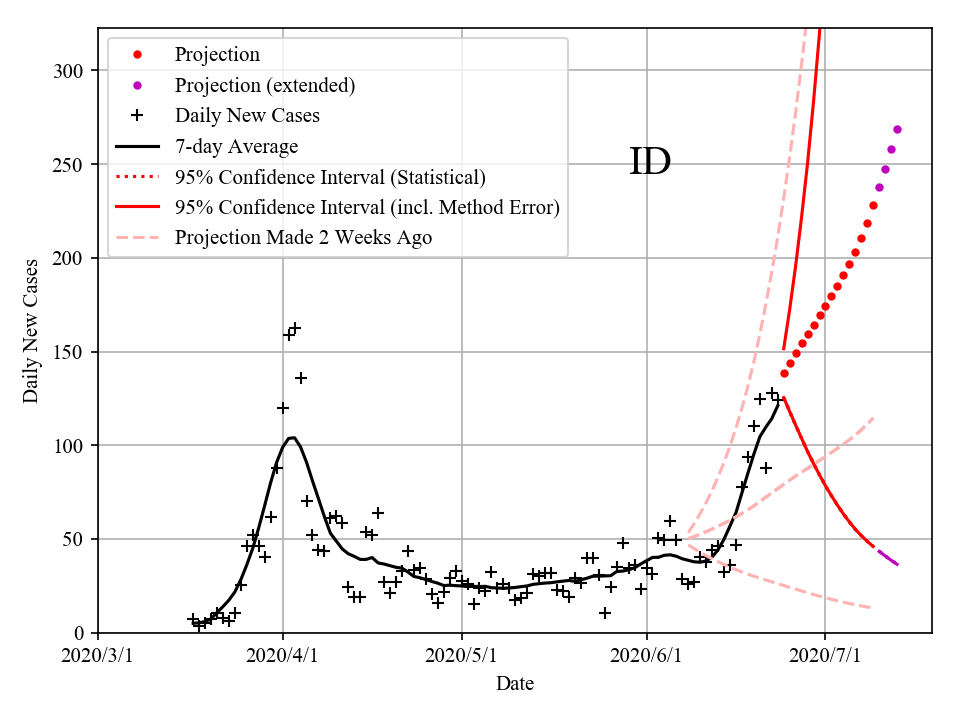 Projection
Projection (extended)
Daily New Cases
7-day Average
95% Confidence Interval (Statistical)
95% Confidence Interval (incl. Method Error)
Projection Made 2 Weeks Ago
ID
300
250
200
150
100
50
0
Daily New Cases
2020/3/1 2020/4/1 2020/5/1 2020/6/1 2020/7/1
Date